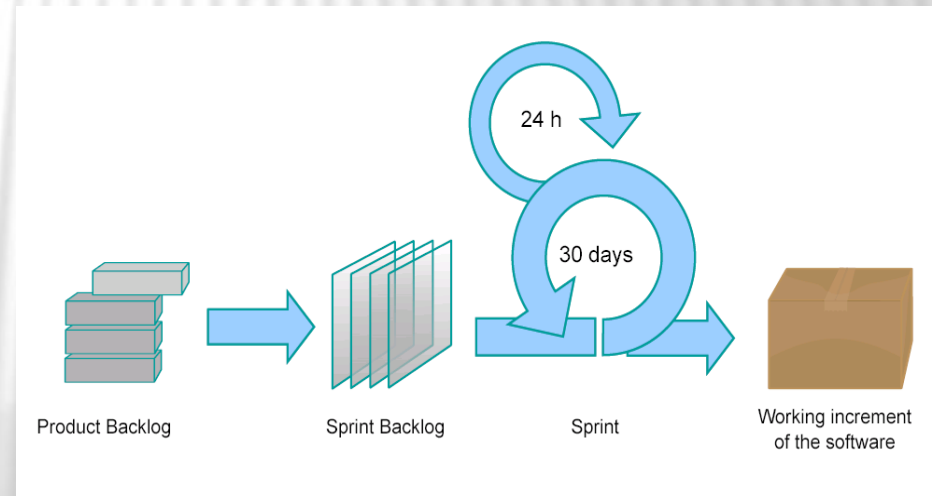 24 h
30 days
Product Backlog
Sprint Backlog
Sprint
Working increment
of the software